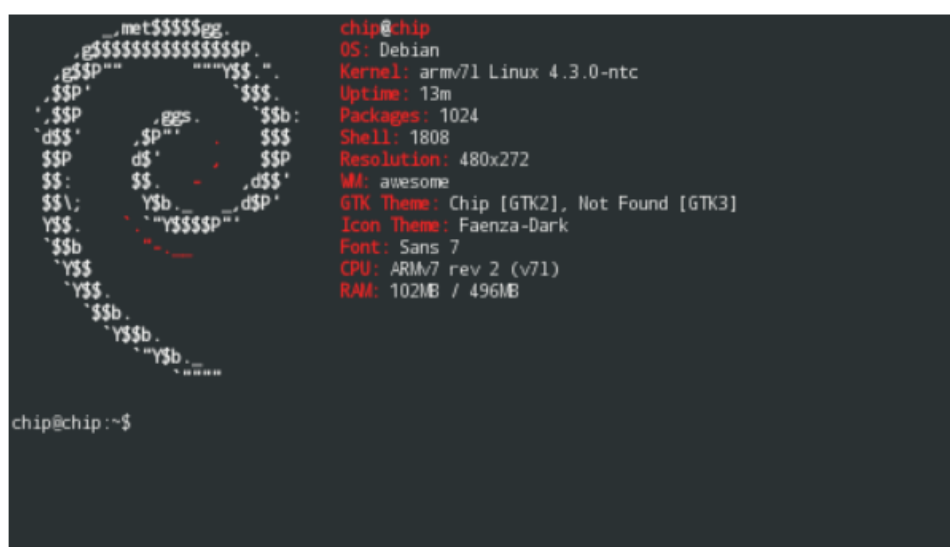 chip@chip
OS: Debian
Kernel: armv7l Linux 4.3.0-ntc
Uptime: 13m
Packages: 1024
Shell: 1808
Resolution: 480x272
WM: awesome
GTK Theme: Chip [GTK2], Not Found [GTK3]
Icon Theme: Faenza-Dark
Font: Sans 7
CPU: ARMv7 rev 2 (v7l)
RAM: 102MB / 496MB
chip@chip:~$